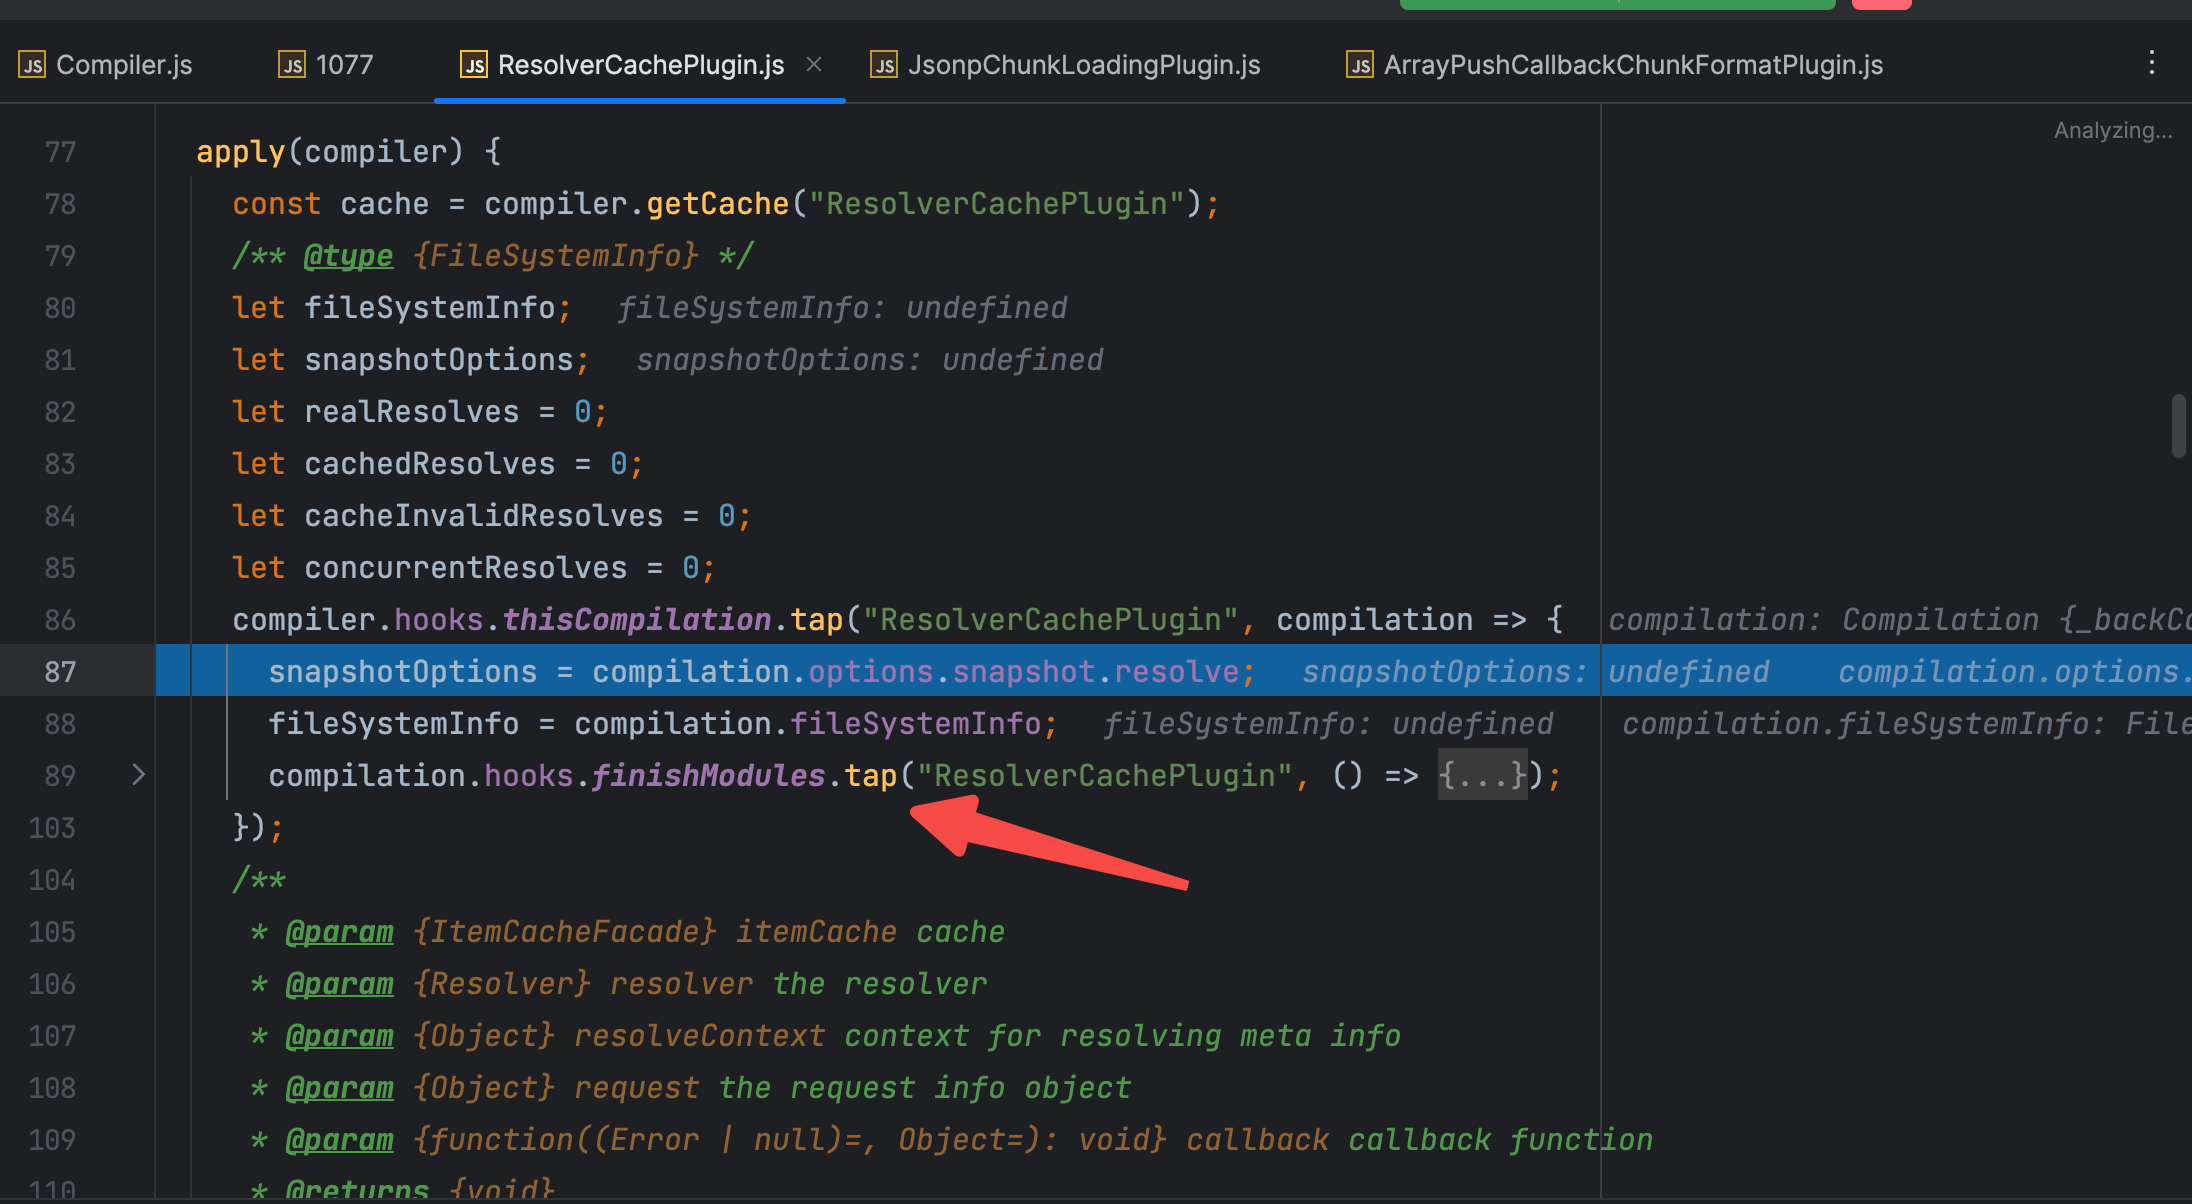 JS Compiler.js JS 1077 JS ResolverCachePlugin.js × JS JsonpChunkLoadingPlugin.js JS ArrayPushCallbackChunkFormatPlugin.js
Analyzing...
77 apply(compiler) {
78 const cache = compiler.getCache("ResolverCachePlugin");
79 /** @type {FileSystemInfo} */
80 let fileSystemInfo; fileSystemInfo: undefined
81 let snapshotOptions; snapshotOptions: undefined
82 let realResolves = 0;
83 let cachedResolves = 0;
84 let cacheInvalidResolves = 0;
85 let concurrentResolves = 0;
86 compiler.hooks.thisCompilation.tap("ResolverCachePlugin", compilation => { compilation: Compilation {_backCo
87 snapshotOptions = compilation.options.snapshot.resolve; snapshotOptions: undefined compilation.options.
88 fileSystemInfo = compilation.fileSystemInfo; fileSystemInfo: undefined compilation.fileSystemInfo: File
89 compilation.hooks.finishModules.tap("ResolverCachePlugin", () => {...});
103 });
104 /**
105 * @param {ItemCacheFacade} itemCache cache
106 * @param {Resolver} resolver the resolver
107 * @param {Object} resolveContext context for resolving meta info
108 * @param {Object} request the request info object
109 * @param {function((Error | null)=, Object=): void} callback callback function
110 * @returns {void}